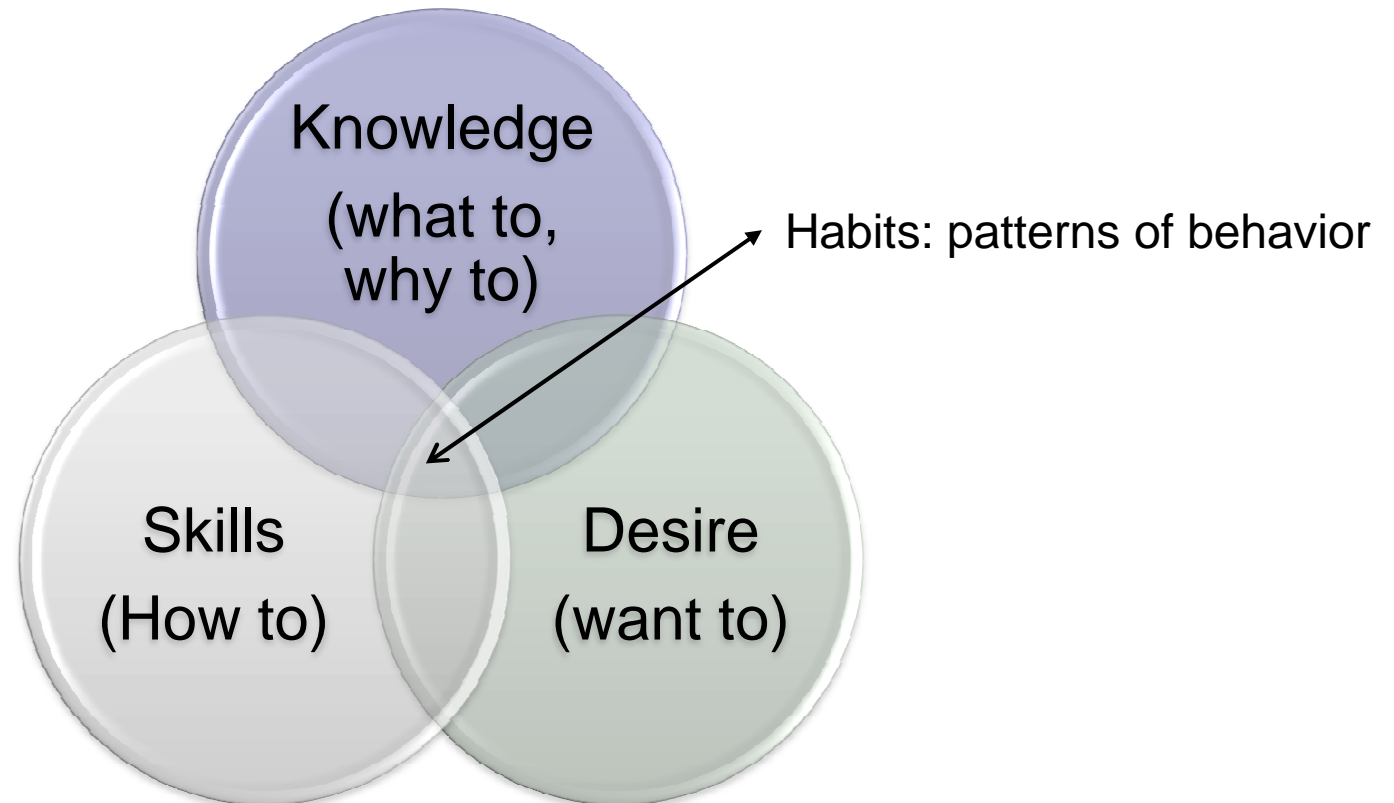 Knowledge
(what to,
why to)
Habits: patterns of behavior
Skills
(How to)
Desire
(want to)